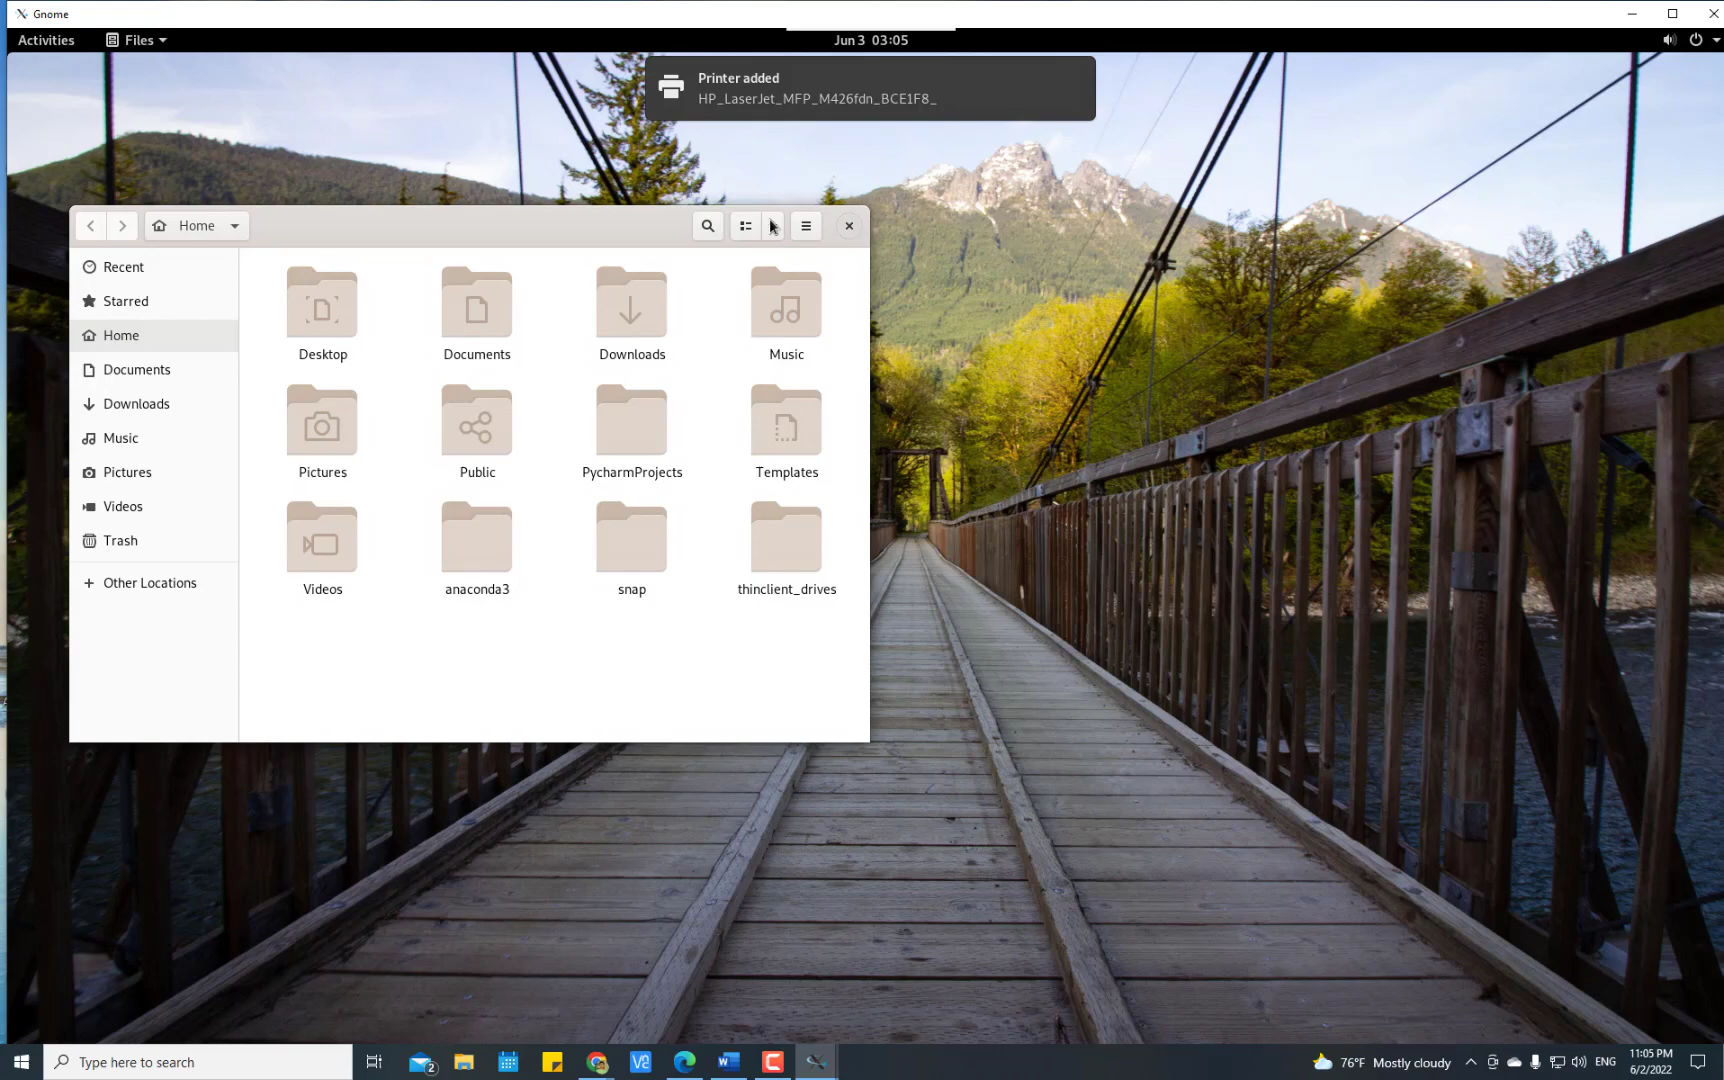 Gnome
Activities
Files
Jun 3 03:05
Printer added
HP_LaserJet_MFP_M426fdn_BCE1F8_
Home
Recent
Starred
Home
Documents
Downloads
Music
Pictures
Videos
Trash
Other Locations
Desktop
Documents
Downloads
Music
Pictures
Public
PycharmProjects
Templates
Videos
anaconda3
snap
thinclient_drives
Type here to search
2
76°F Mostly cloudy
ENG
11:05 PM
6/2/2022